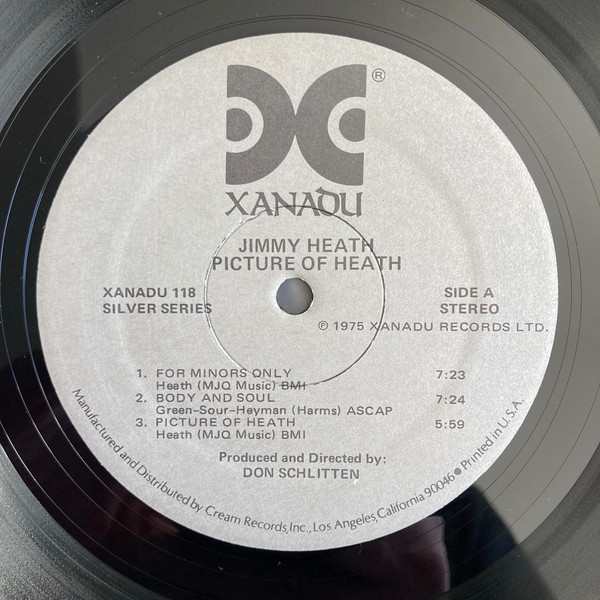 ®
XANADU
JIMMY HEATH
PICTURE OF HEATH
XANADU 118
SILVER SERIES
SIDE A
STEREO
℗ 1975 XANADU RECORDS LTD.
1. FOR MINORS ONLY 7:23
Heath (MJQ Music) BMI
2. BODY AND SOUL 7:24
Green-Sour-Heyman (Harms) ASCAP
3. PICTURE OF HEATH 5:59
Heath (MJQ Music) BMI
Produced and Directed by:
DON SCHLITTEN
Manufactured and Distributed by Cream Records, Inc., Los Angeles, California 90046 ● Printed in U.S.A.